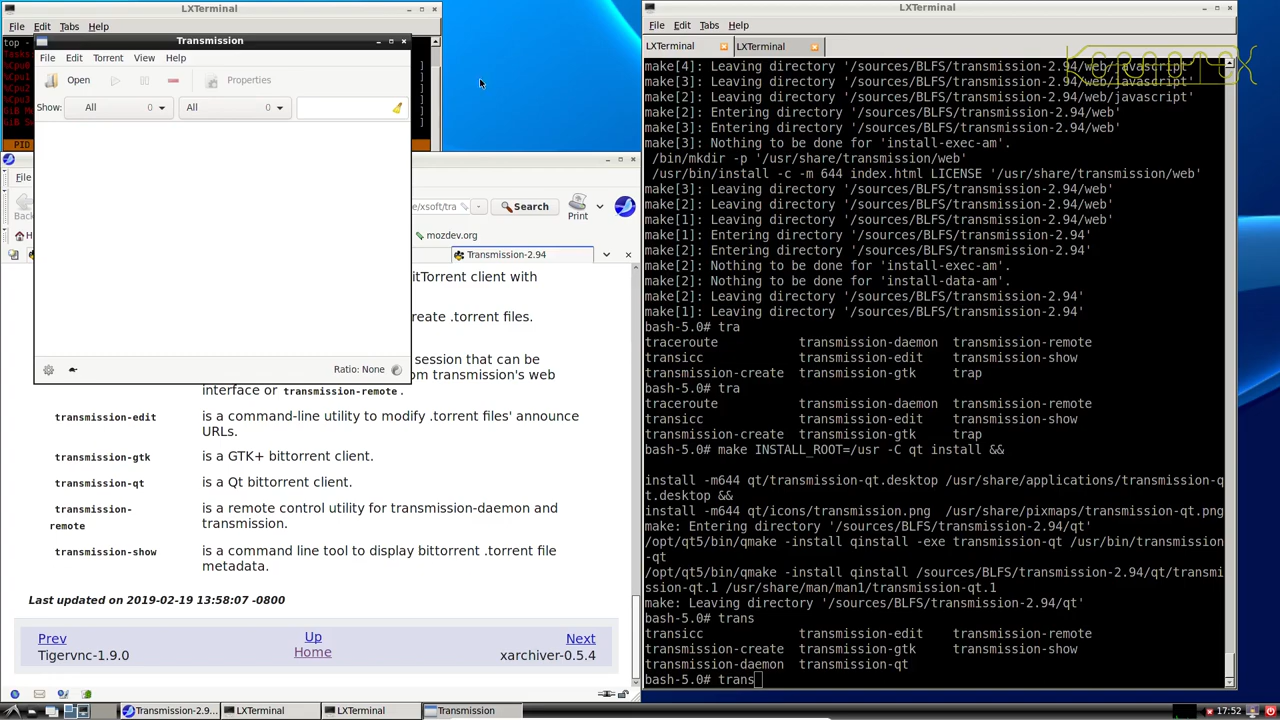 LXTerminal
File Edit Tabs Help
top -
Tasks
%Cpu0
%Cpu1
%Cpu2
%Cpu3
GiB M
GiB S
PID
Transmission
File Edit Torrent View Help
Open Properties
Show: All 0 All 0
Ratio: None
File
Back
e/xsoft/tra Search Print
mozdev.org
Transmission-2.94
itTorrent client with
create .torrent files.
session that can be
om transmission's web
interface or transmission-remote.
transmission-edit is a command-line utility to modify .torrent files' announce
URLs.
transmission-gtk is a GTK+ bittorrent client.
transmission-qt is a Qt bittorrent client.
transmission-remote is a remote control utility for transmission-daemon and
transmission.
transmission-show is a command line tool to display bittorrent .torrent file
metadata.
Last updated on 2019-02-19 13:58:07 -0800
Prev Up Next
Tigervnc-1.9.0 Home xarchiver-0.5.4
LXTerminal
File Edit Tabs Help
LXTerminal LXTerminal
make[4]: Leaving directory '/sources/BLFS/transmission-2.94/web/javascript'
make[3]: Leaving directory '/sources/BLFS/transmission-2.94/web/javascript'
make[2]: Leaving directory '/sources/BLFS/transmission-2.94/web/javascript'
make[2]: Entering directory '/sources/BLFS/transmission-2.94/web'
make[3]: Entering directory '/sources/BLFS/transmission-2.94/web'
make[3]: Nothing to be done for 'install-exec-am'.
/bin/mkdir -p '/usr/share/transmission/web'
/usr/bin/install -c -m 644 index.html LICENSE '/usr/share/transmission/web'
make[3]: Leaving directory '/sources/BLFS/transmission-2.94/web'
make[2]: Leaving directory '/sources/BLFS/transmission-2.94/web'
make[1]: Leaving directory '/sources/BLFS/transmission-2.94/web'
make[1]: Entering directory '/sources/BLFS/transmission-2.94'
make[2]: Entering directory '/sources/BLFS/transmission-2.94'
make[2]: Nothing to be done for 'install-exec-am'.
make[2]: Nothing to be done for 'install-data-am'.
make[2]: Leaving directory '/sources/BLFS/transmission-2.94'
make[1]: Leaving directory '/sources/BLFS/transmission-2.94'
bash-5.0# tra
traceroute transmission-daemon transmission-remote
transicc transmission-edit transmission-show
transmission-create transmission-gtk trap
bash-5.0# tra
traceroute transmission-daemon transmission-remote
transicc transmission-edit transmission-show
transmission-create transmission-gtk trap
bash-5.0# make INSTALL_ROOT=/usr -C qt install &&
install -m644 qt/transmission-qt.desktop /usr/share/applications/transmission-q
t.desktop &&
install -m644 qt/icons/transmission.png /usr/share/pixmaps/transmission-qt.png
make: Entering directory '/sources/BLFS/transmission-2.94/qt'
/opt/qt5/bin/qmake -install qinstall -exe transmission-qt /usr/bin/transmission
-qt
/opt/qt5/bin/qmake -install qinstall /sources/BLFS/transmission-2.94/qt/transmi
ssion-qt.1 /usr/share/man/man1/transmission-qt.1
make: Leaving directory '/sources/BLFS/transmission-2.94/qt'
bash-5.0# trans
transicc transmission-edit transmission-remote
transmission-create transmission-gtk transmission-show
transmission-daemon transmission-qt
bash-5.0# trans
Transmission-2.9... LXTerminal LXTerminal Transmission 17:52